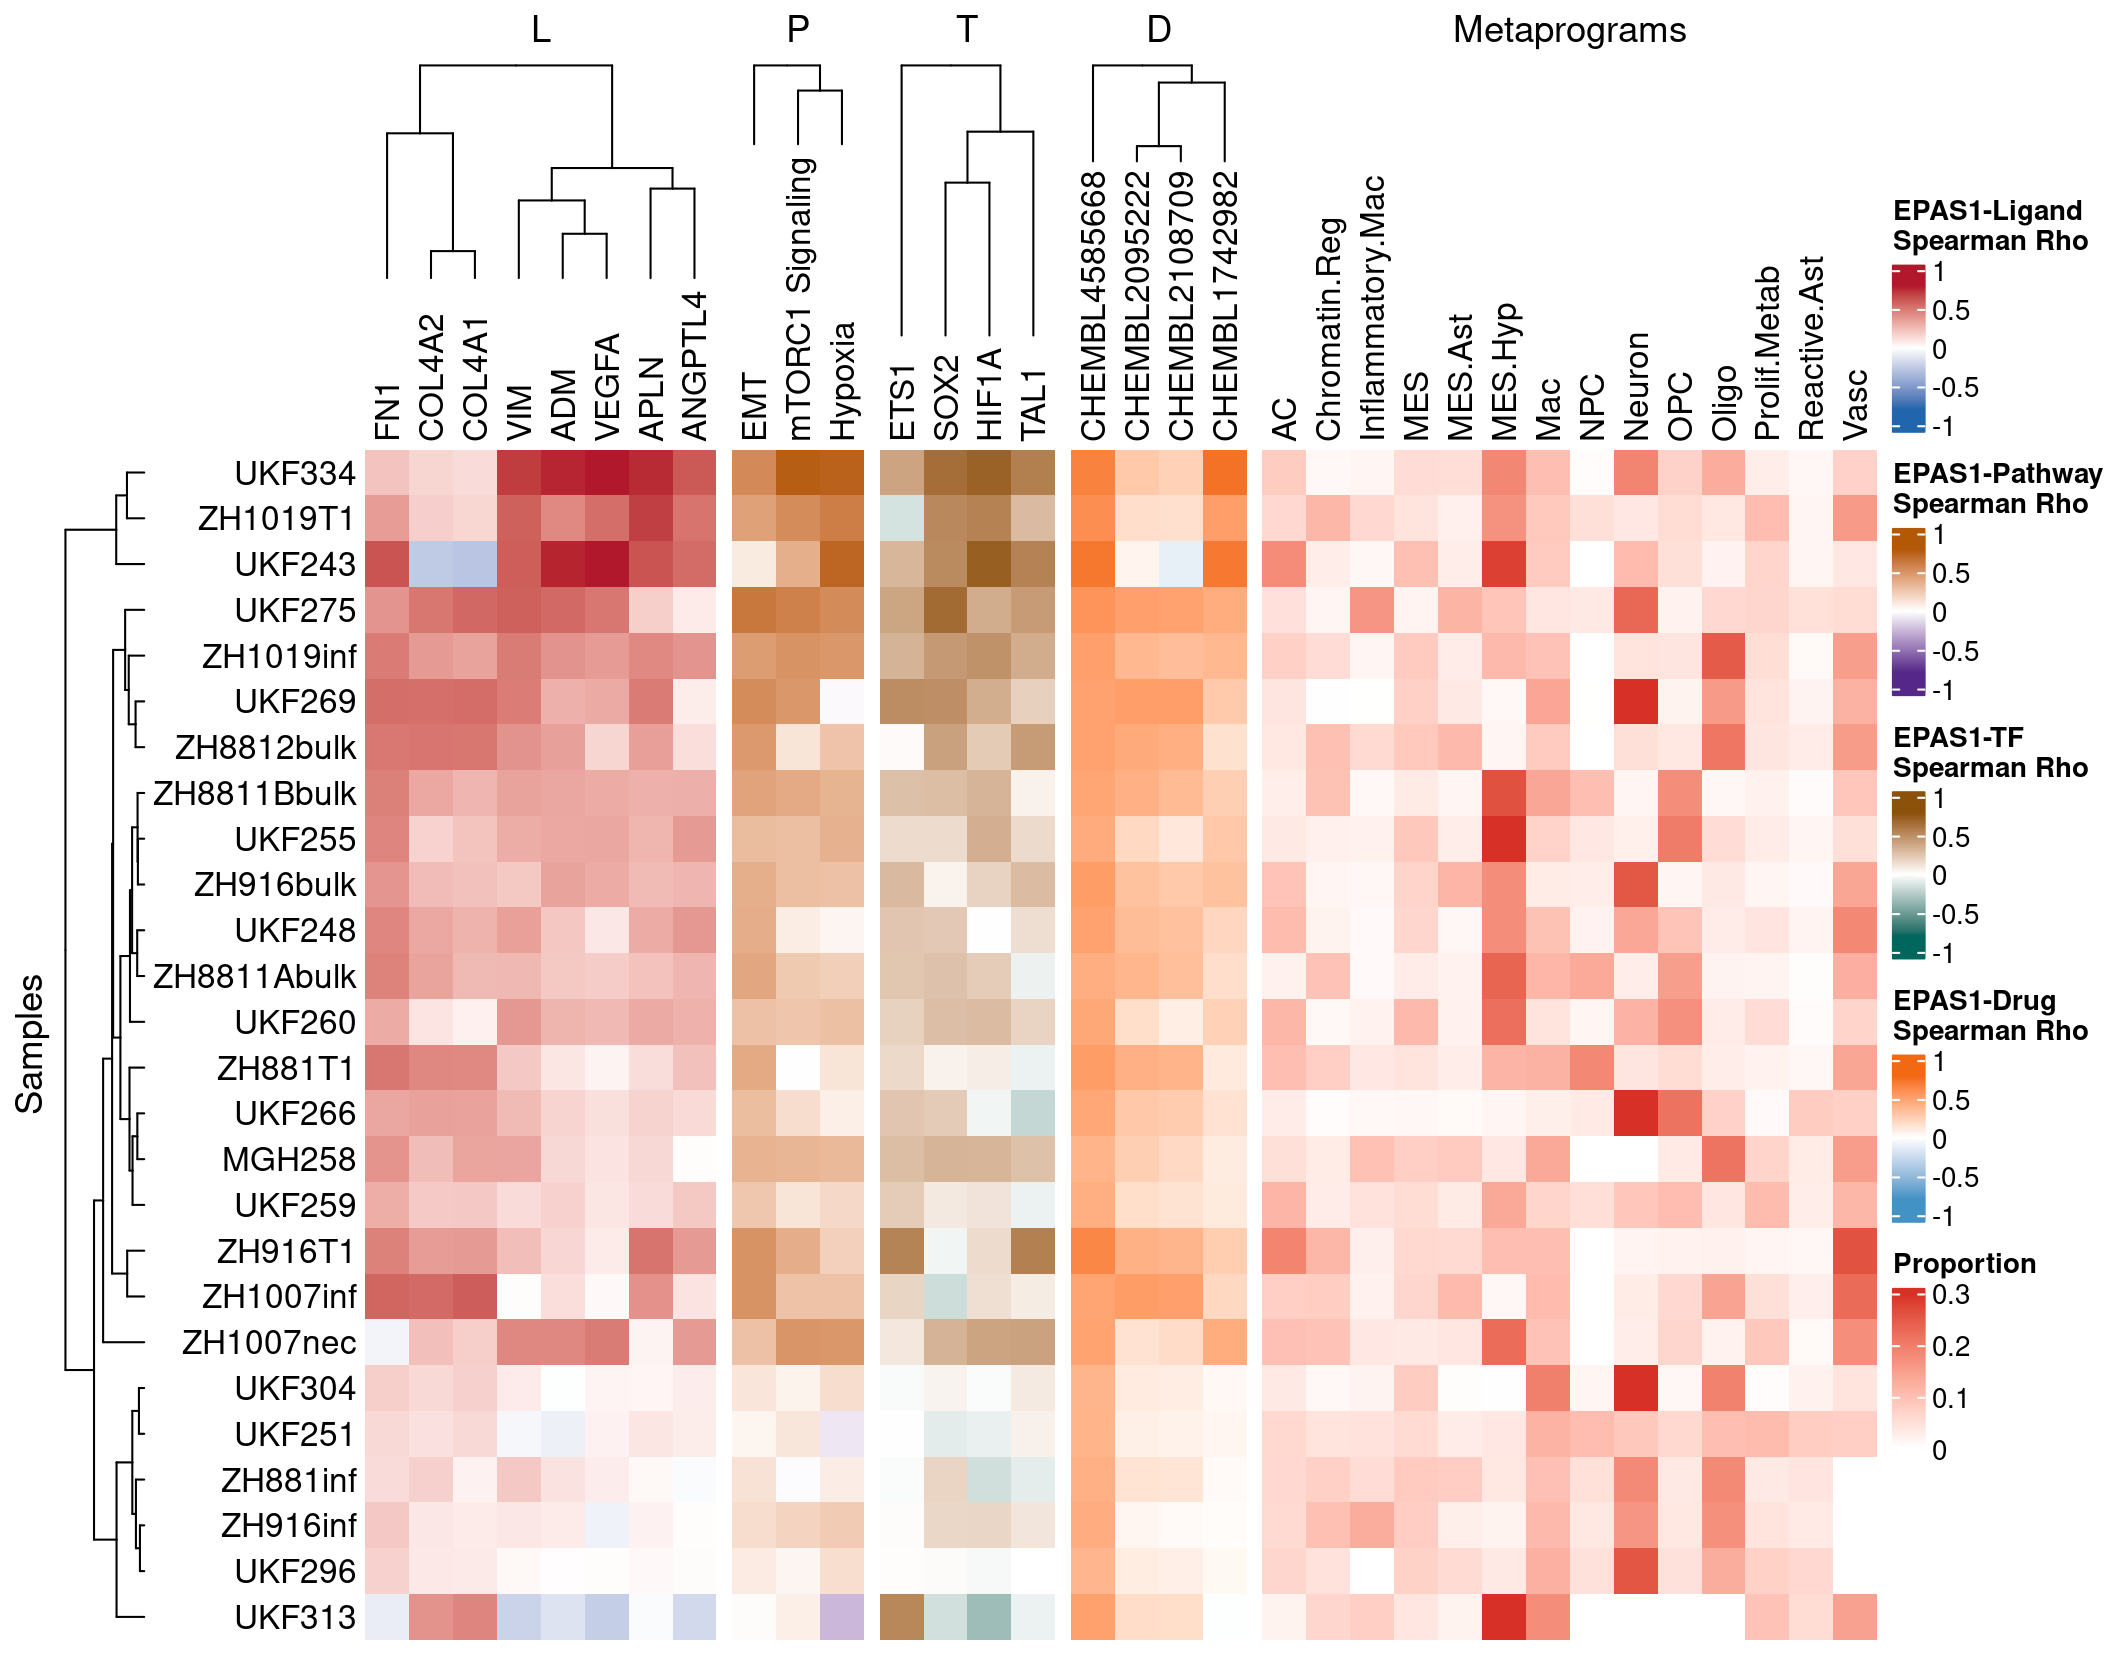 L
P
T
D
Metaprograms
FN1
COL4A2
COL4A1
VIM
ADM
VEGFA
APLN
ANGPTL4
EMT
mTORC1 Signaling
Hypoxia
ETS1
SOX2
HIF1A
TAL1
CHEMBL4585668
CHEMBL2095222
CHEMBL2108709
CHEMBL1742982
AC
Chromatin.Reg
Inflammatory.Mac
MES
MES.Ast
MES.Hyp
Mac
NPC
Neuron
OPC
Oligo
Prolif.Metab
Reactive.Ast
Vasc
Samples
UKF334
ZH1019T1
UKF243
UKF275
ZH1019inf
UKF269
ZH8812bulk
ZH8811Bbulk
UKF255
ZH916bulk
UKF248
ZH8811Abulk
UKF260
ZH881T1
UKF266
MGH258
UKF259
ZH916T1
ZH1007inf
ZH1007nec
UKF304
UKF251
ZH881inf
ZH916inf
UKF296
UKF313
EPAS1-Ligand
Spearman Rho
1
0.5
0
-0.5
-1
EPAS1-Pathway
Spearman Rho
1
0.5
0
-0.5
-1
EPAS1-TF
Spearman Rho
1
0.5
0
-0.5
-1
EPAS1-Drug
Spearman Rho
1
0.5
0
-0.5
-1
Proportion
0.3
0.2
0.1
0